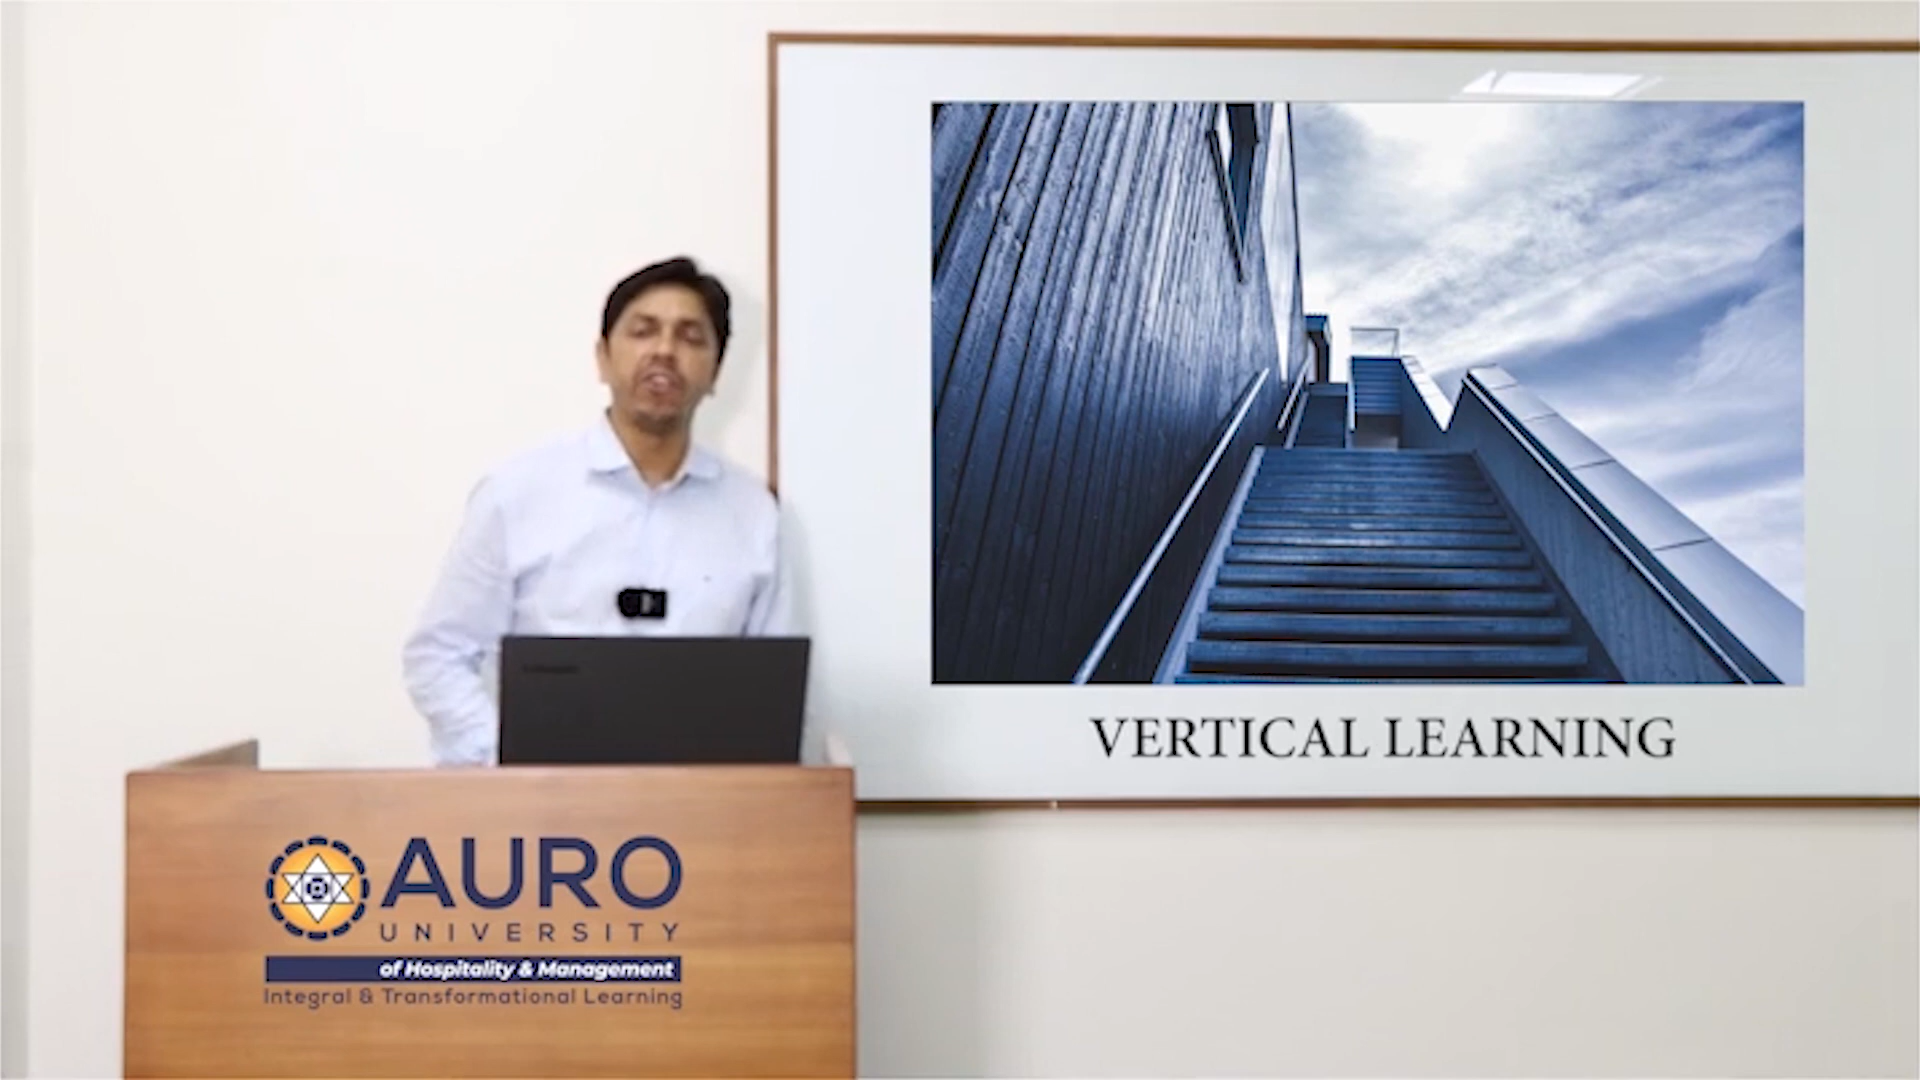 VERTICAL LEARNING
AURO
UNIVERSITY
of Hospitality & Management
Integral & Transformational Learning